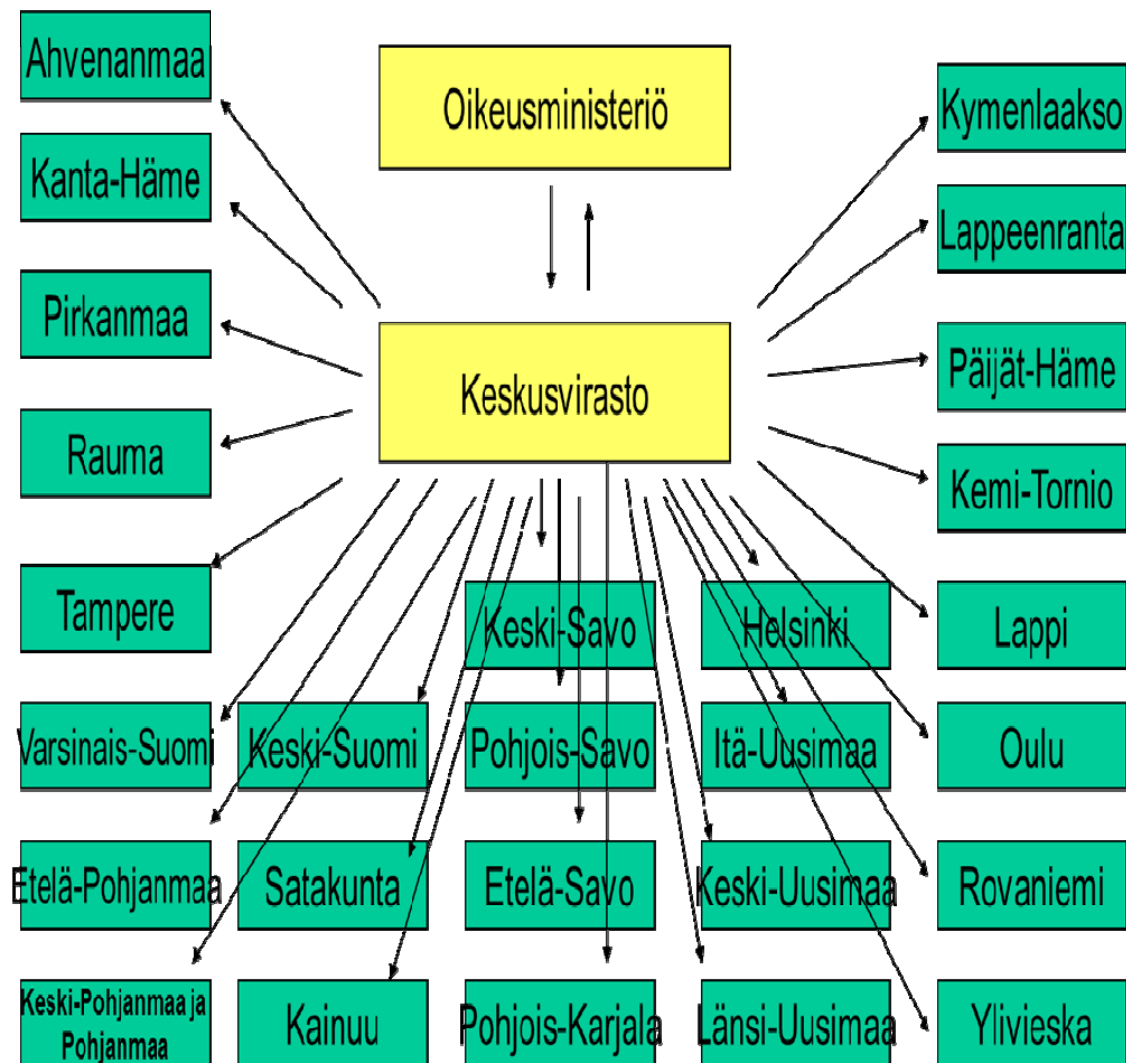 Ahvenanmaa
Oikeusministeriö
Kymenlaakso
Kanta-Häme
Lappeenranta
Pirkanmaa
Keskusvirasto
Päijät-Häme
Rauma
Kemi-Tornio
Tampere
Keski-Savo
Helsinki
Lappi
Varsinais-Suomi
Keski-Suomi
Pohjois-Savo
Itä-Uusimaa
Oulu
Etelä-Pohjanmaa
Satakunta
Etelä-Savo
Keski-Uusimaa
Rovaniemi
Keski-Pohjanmaa ja
Pohjanmaa
Kainuu
Pohjois-Karjala
Länsi-Uusimaa
Ylivieska